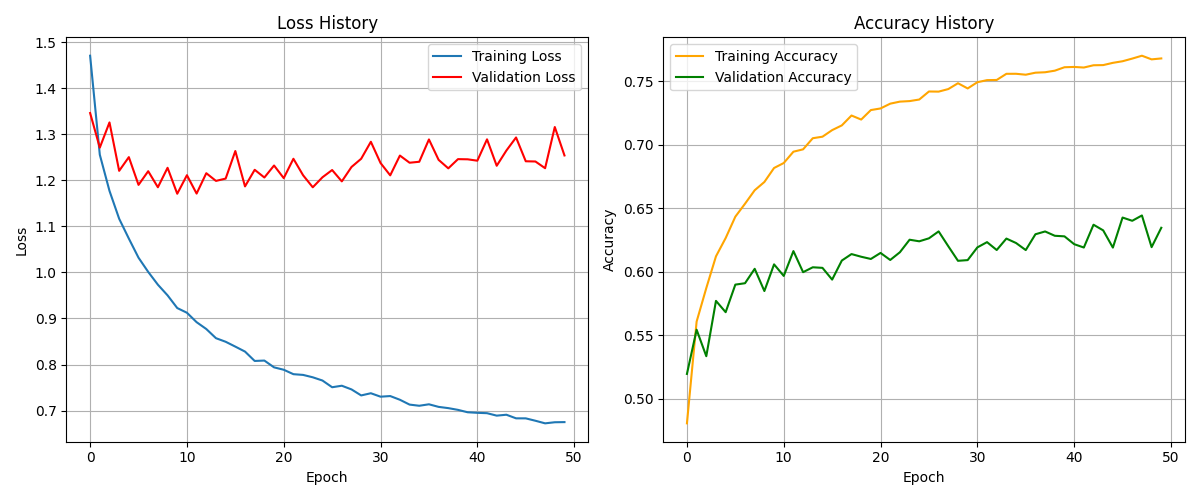 Loss History
Training Loss
Validation Loss
1.5
1.4
1.3
1.2
1.1
1.0
0.9
0.8
0.7
Loss
0 10 20 30 40 50
Epoch
Accuracy History
Training Accuracy
Validation Accuracy
0.75
0.70
0.65
0.60
0.55
0.50
Accuracy
0 10 20 30 40 50
Epoch